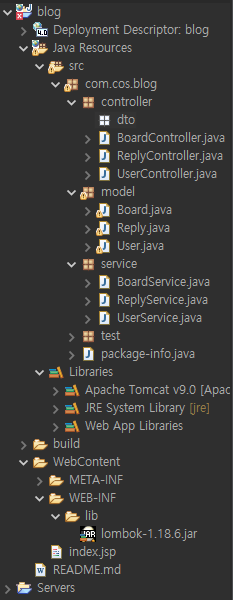 blog
Deployment Descriptor: blog
Java Resources
src
com.cos.blog
controller
dto
BoardController.java
ReplyController.java
UserController.java
model
Board.java
Reply.java
User.java
service
BoardService.java
ReplyService.java
UserService.java
test
package-info.java
Libraries
Apache Tomcat v9.0 [Apac
JRE System Library [jre]
Web App Libraries
build
WebContent
META-INF
WEB-INF
lib
lombok-1.18.6.jar
index.jsp
README.md
Servers